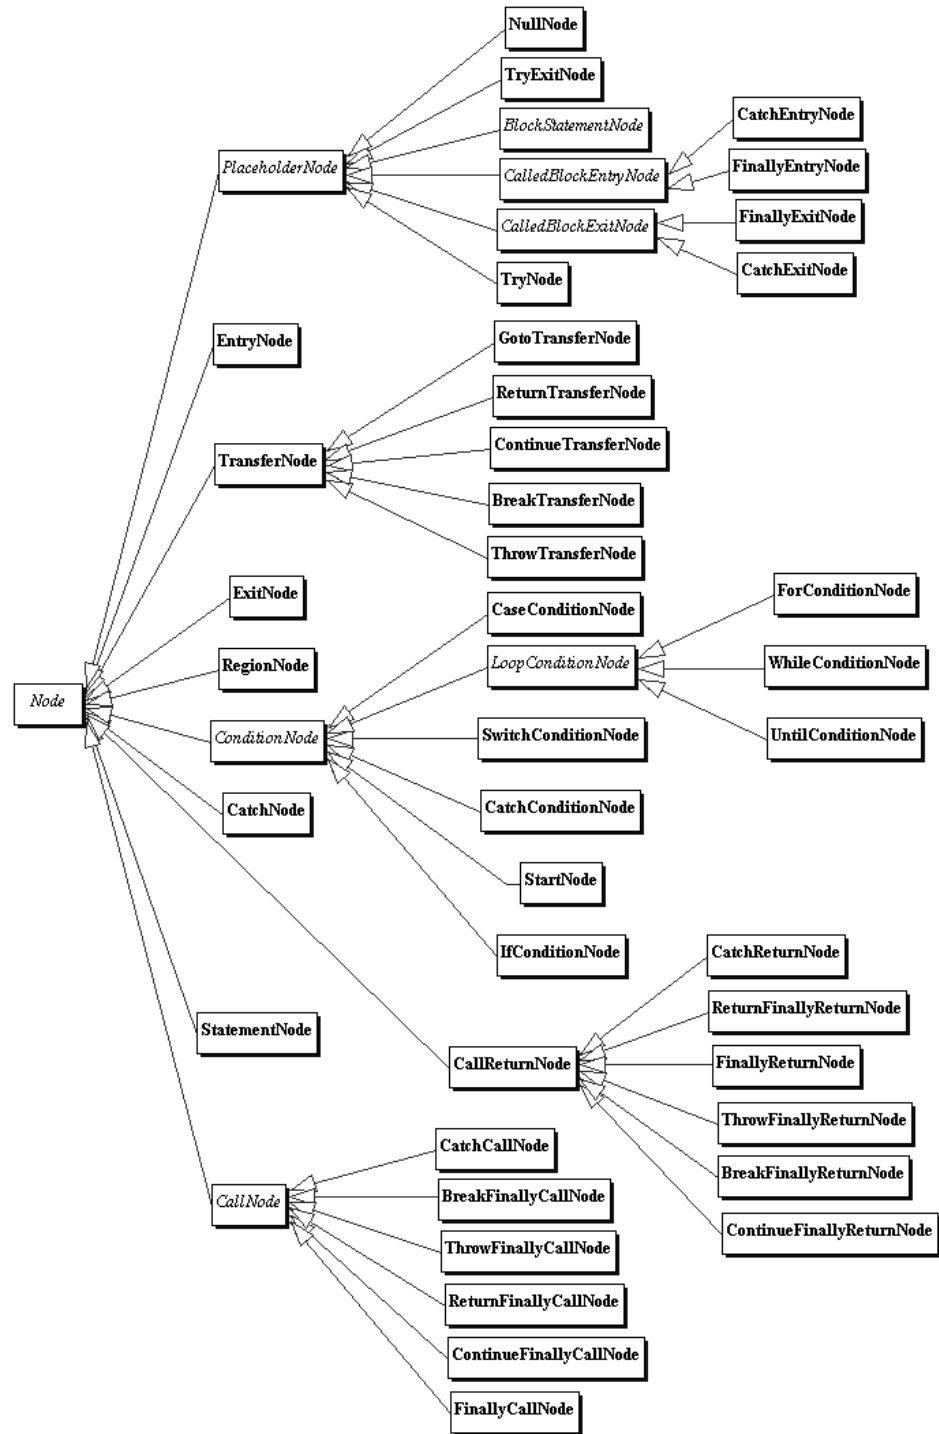 NullNode
TryExitNode
BlockStatementNode
CatchEntryNode
PlaceholderNode
CalledBlockEntryNode
FinallyEntryNode
CalledBlockExitNode
FinallyExitNode
TryNode
CatchExitNode
EntryNode
GotoTransferNode
ReturnTransferNode
ContinueTransferNode
TransferNode
BreakTransferNode
ThrowTransferNode
ExitNode
CaseConditionNode
ForConditionNode
RegionNode
LoopConditionNode
WhileConditionNode
Node
ConditionNode
SwitchConditionNode
UntilConditionNode
CatchNode
CatchConditionNode
StartNode
IfConditionNode
CatchReturnNode
ReturnFinallyReturnNode
StatementNode
CallReturnNode
FinallyReturnNode
ThrowFinallyReturnNode
CatchCallNode
BreakFinallyReturnNode
CallNode
BreakFinallyCallNode
ContinueFinallyReturnNode
ThrowFinallyCallNode
ReturnFinallyCallNode
ContinueFinallyCallNode
FinallyCallNode